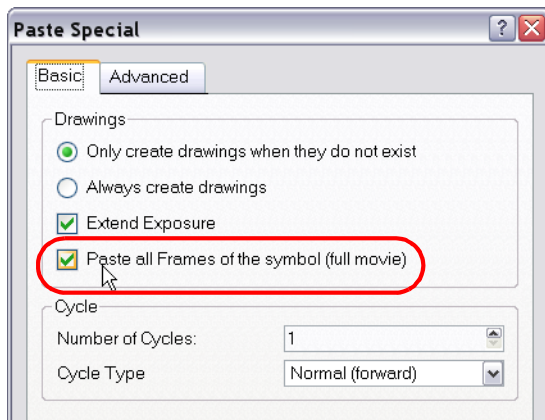 Paste Special
Basic Advanced
Drawings
Only create drawings when they do not exist
Always create drawings
Extend Exposure
Paste all Frames of the symbol (full movie)
Cycle
Number of Cycles: 1
Cycle Type Normal (forward)